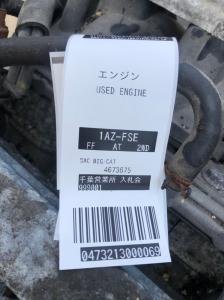 エンジン
USED ENGINE
1AZ-FSE
FF AT 2WD
SAC BIG-CAT
4673675
千葉営業所 入札会
999001
0473213000069